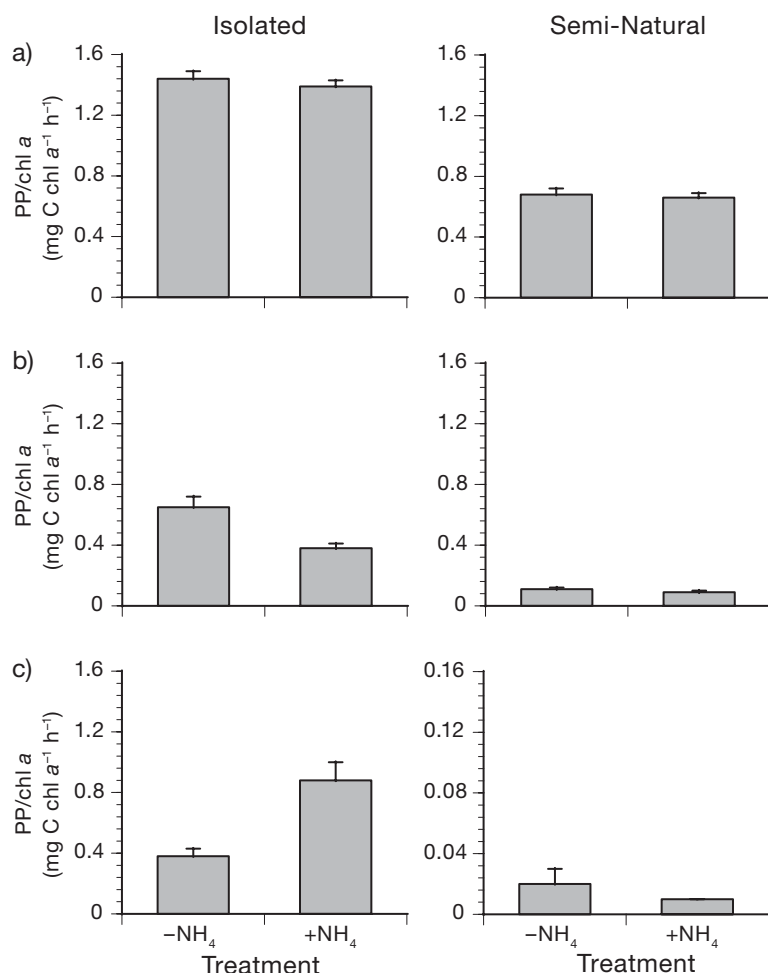 Isolated
Semi-Natural
a)
PP/chl a
(mg C chl a⁻¹ h⁻¹)
1.6
1.2
0.8
0.4
0
1.6
1.2
0.8
0.4
0
b)
PP/chl a
(mg C chl a⁻¹ h⁻¹)
1.6
1.2
0.8
0.4
0
1.6
1.2
0.8
0.4
0
c)
PP/chl a
(mg C chl a⁻¹ h⁻¹)
1.6
1.2
0.8
0.4
0
0.16
0.12
0.08
0.04
0
−NH₄ +NH₄
Treatment
−NH₄ +NH₄
Treatment